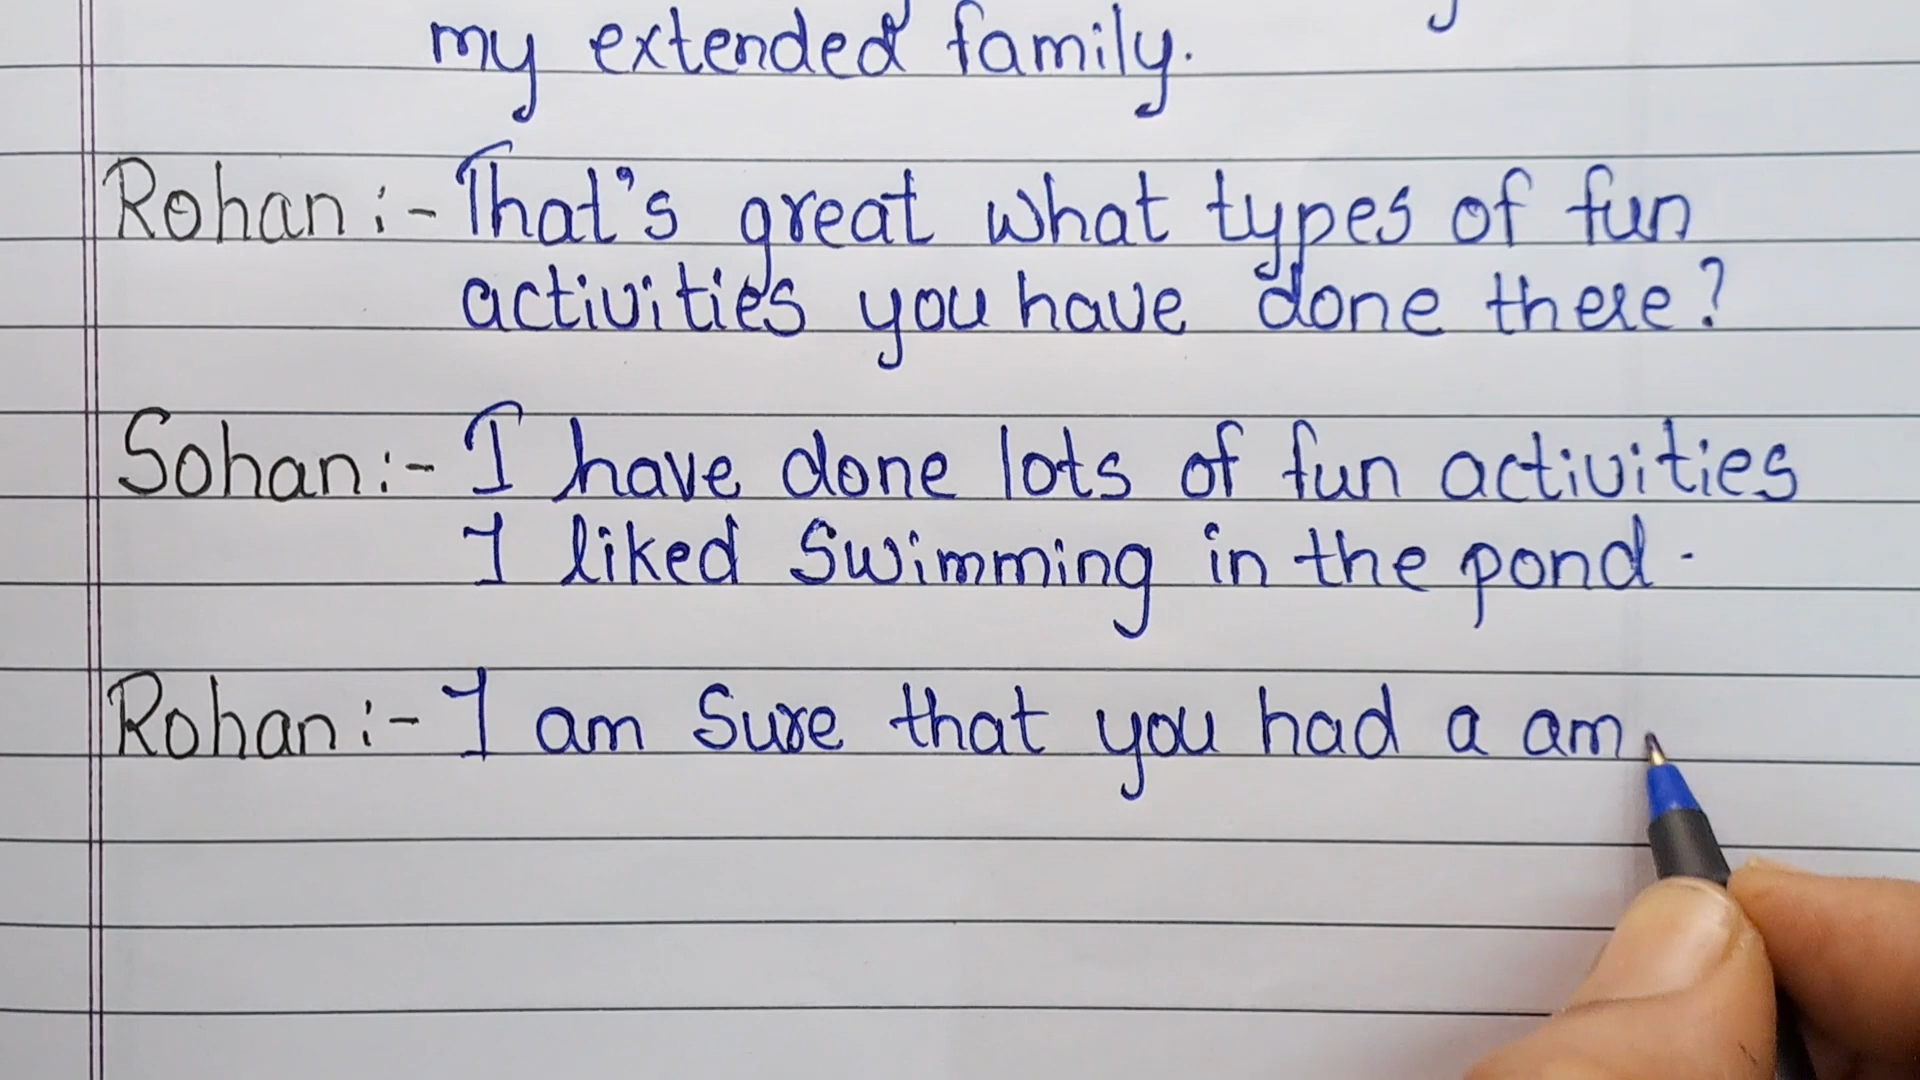 my extended family.
Rohan:- That's great what types of fun
activities you have done there?
Sohan:- I have done lots of fun activities
I liked Swimming in the pond.
Rohan:- I am Sure that you had a am